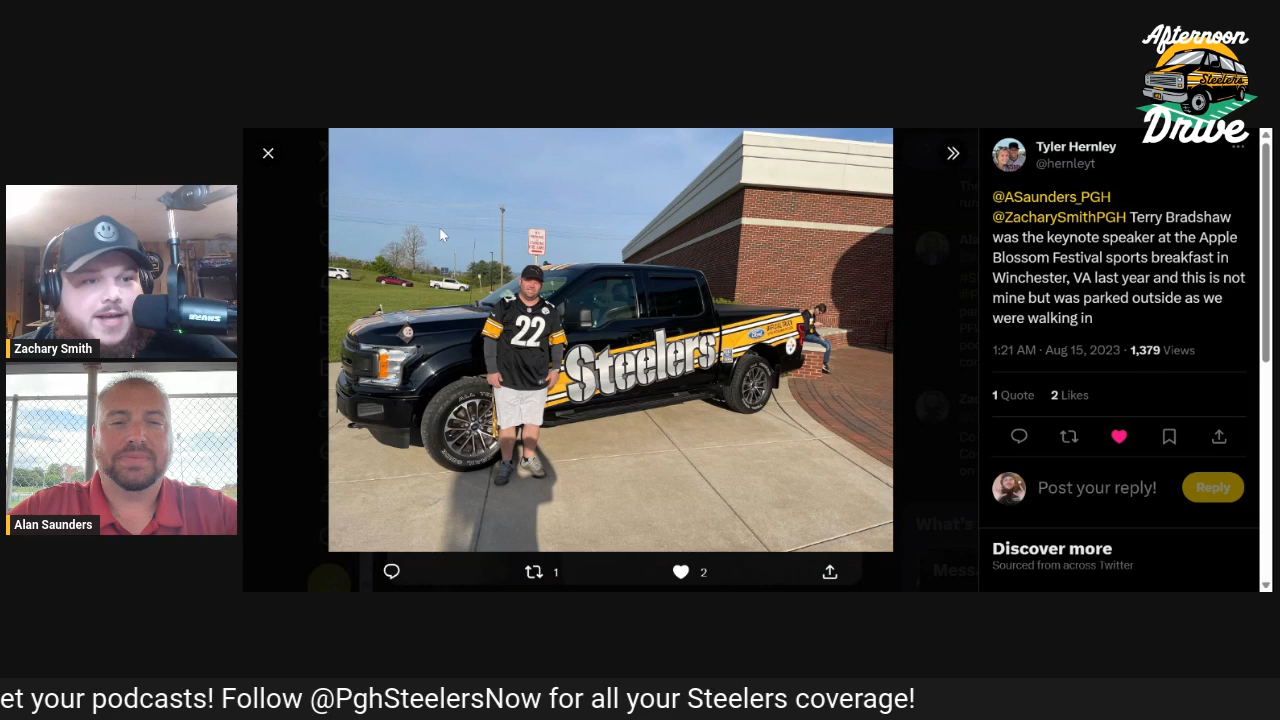 Afternoon
Steelers
Drive
Tyler Hernley
@hernleyt
@ASaunders_PGH
@ZacharySmithPGH Terry Bradshaw
was the keynote speaker at the Apple
Blossom Festival sports breakfast in
Winchester, VA last year and this is not
mine but was parked outside as we
were walking in
1:21 AM · Aug 15, 2023 · 1,379 Views
1 Quote 2 Likes
Post your reply!
Reply
Discover more
Sourced from across Twitter
What's
Messa
22
Steelers
Ford
1
2
Zachary Smith
Alan Saunders
et your podcasts! Follow @PghSteelersNow for all your Steelers coverage!